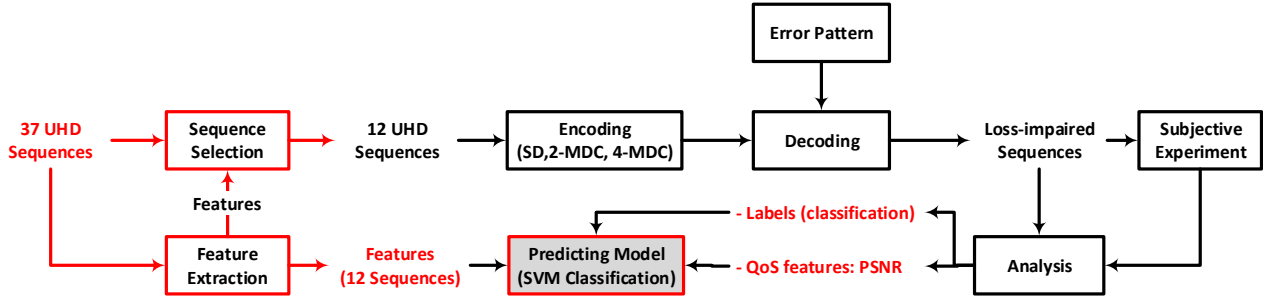 Error Pattern
37 UHD
Sequences
Sequence
Selection
12 UHD
Sequences
Encoding
(SD,2-MDC, 4-MDC)
Decoding
Loss-impaired
Sequences
Subjective
Experiment
Features
- Labels (classification)
Feature
Extraction
Features
(12 Sequences)
Predicting Model
(SVM Classification)
- QoS features: PSNR
Analysis